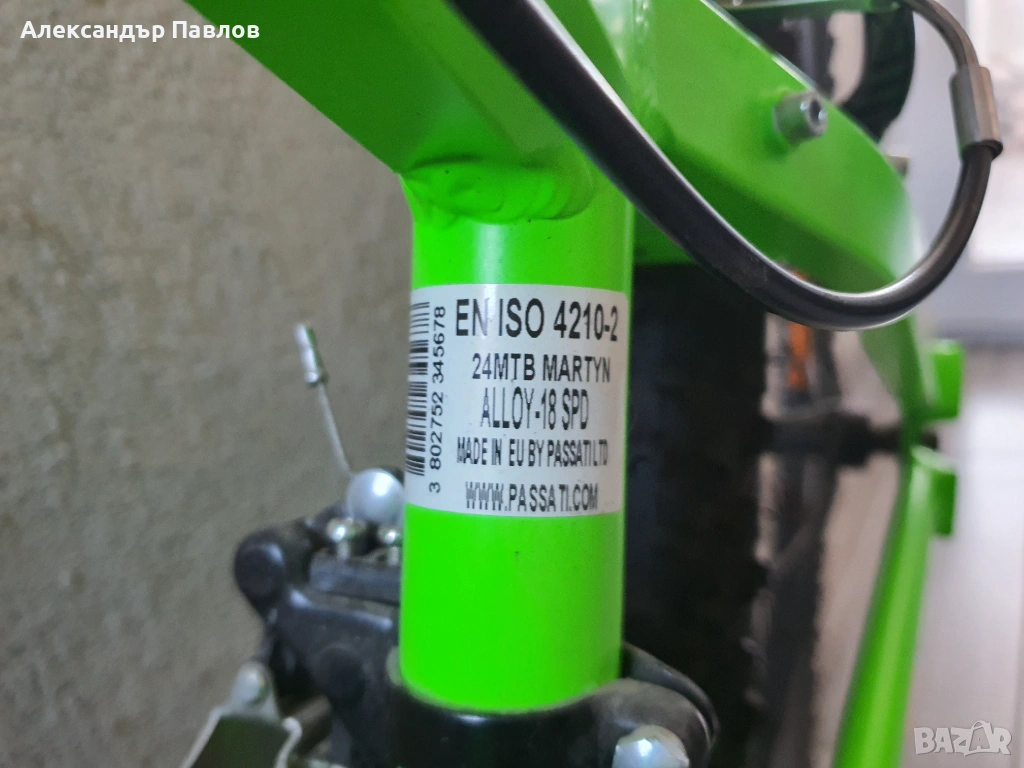 Александър Павлов
EN ISO 4210-2
24MTB MARTYN
ALLOY-18 SPD
MADE IN EU BY PASSATI LTD
WWW.PASSATI.COM
3 802752 345678
BAZAR